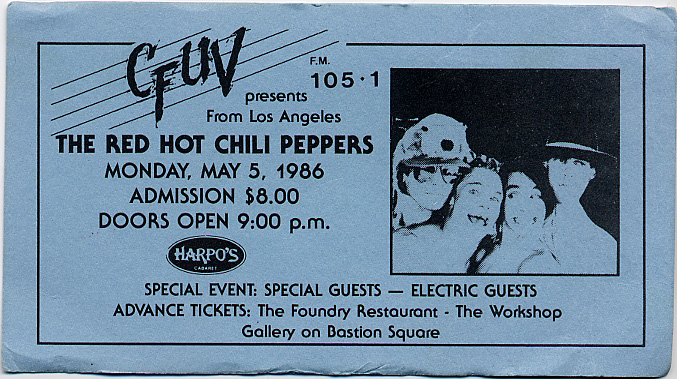 CFUV
F.M.
105·1
presents
From Los Angeles
THE RED HOT CHILI PEPPERS
MONDAY, MAY 5, 1986
ADMISSION $8.00
DOORS OPEN 9:00 p.m.
HARPO'S
CABARET
SPECIAL EVENT: SPECIAL GUESTS — ELECTRIC GUESTS
ADVANCE TICKETS: The Foundry Restaurant - The Workshop
Gallery on Bastion Square